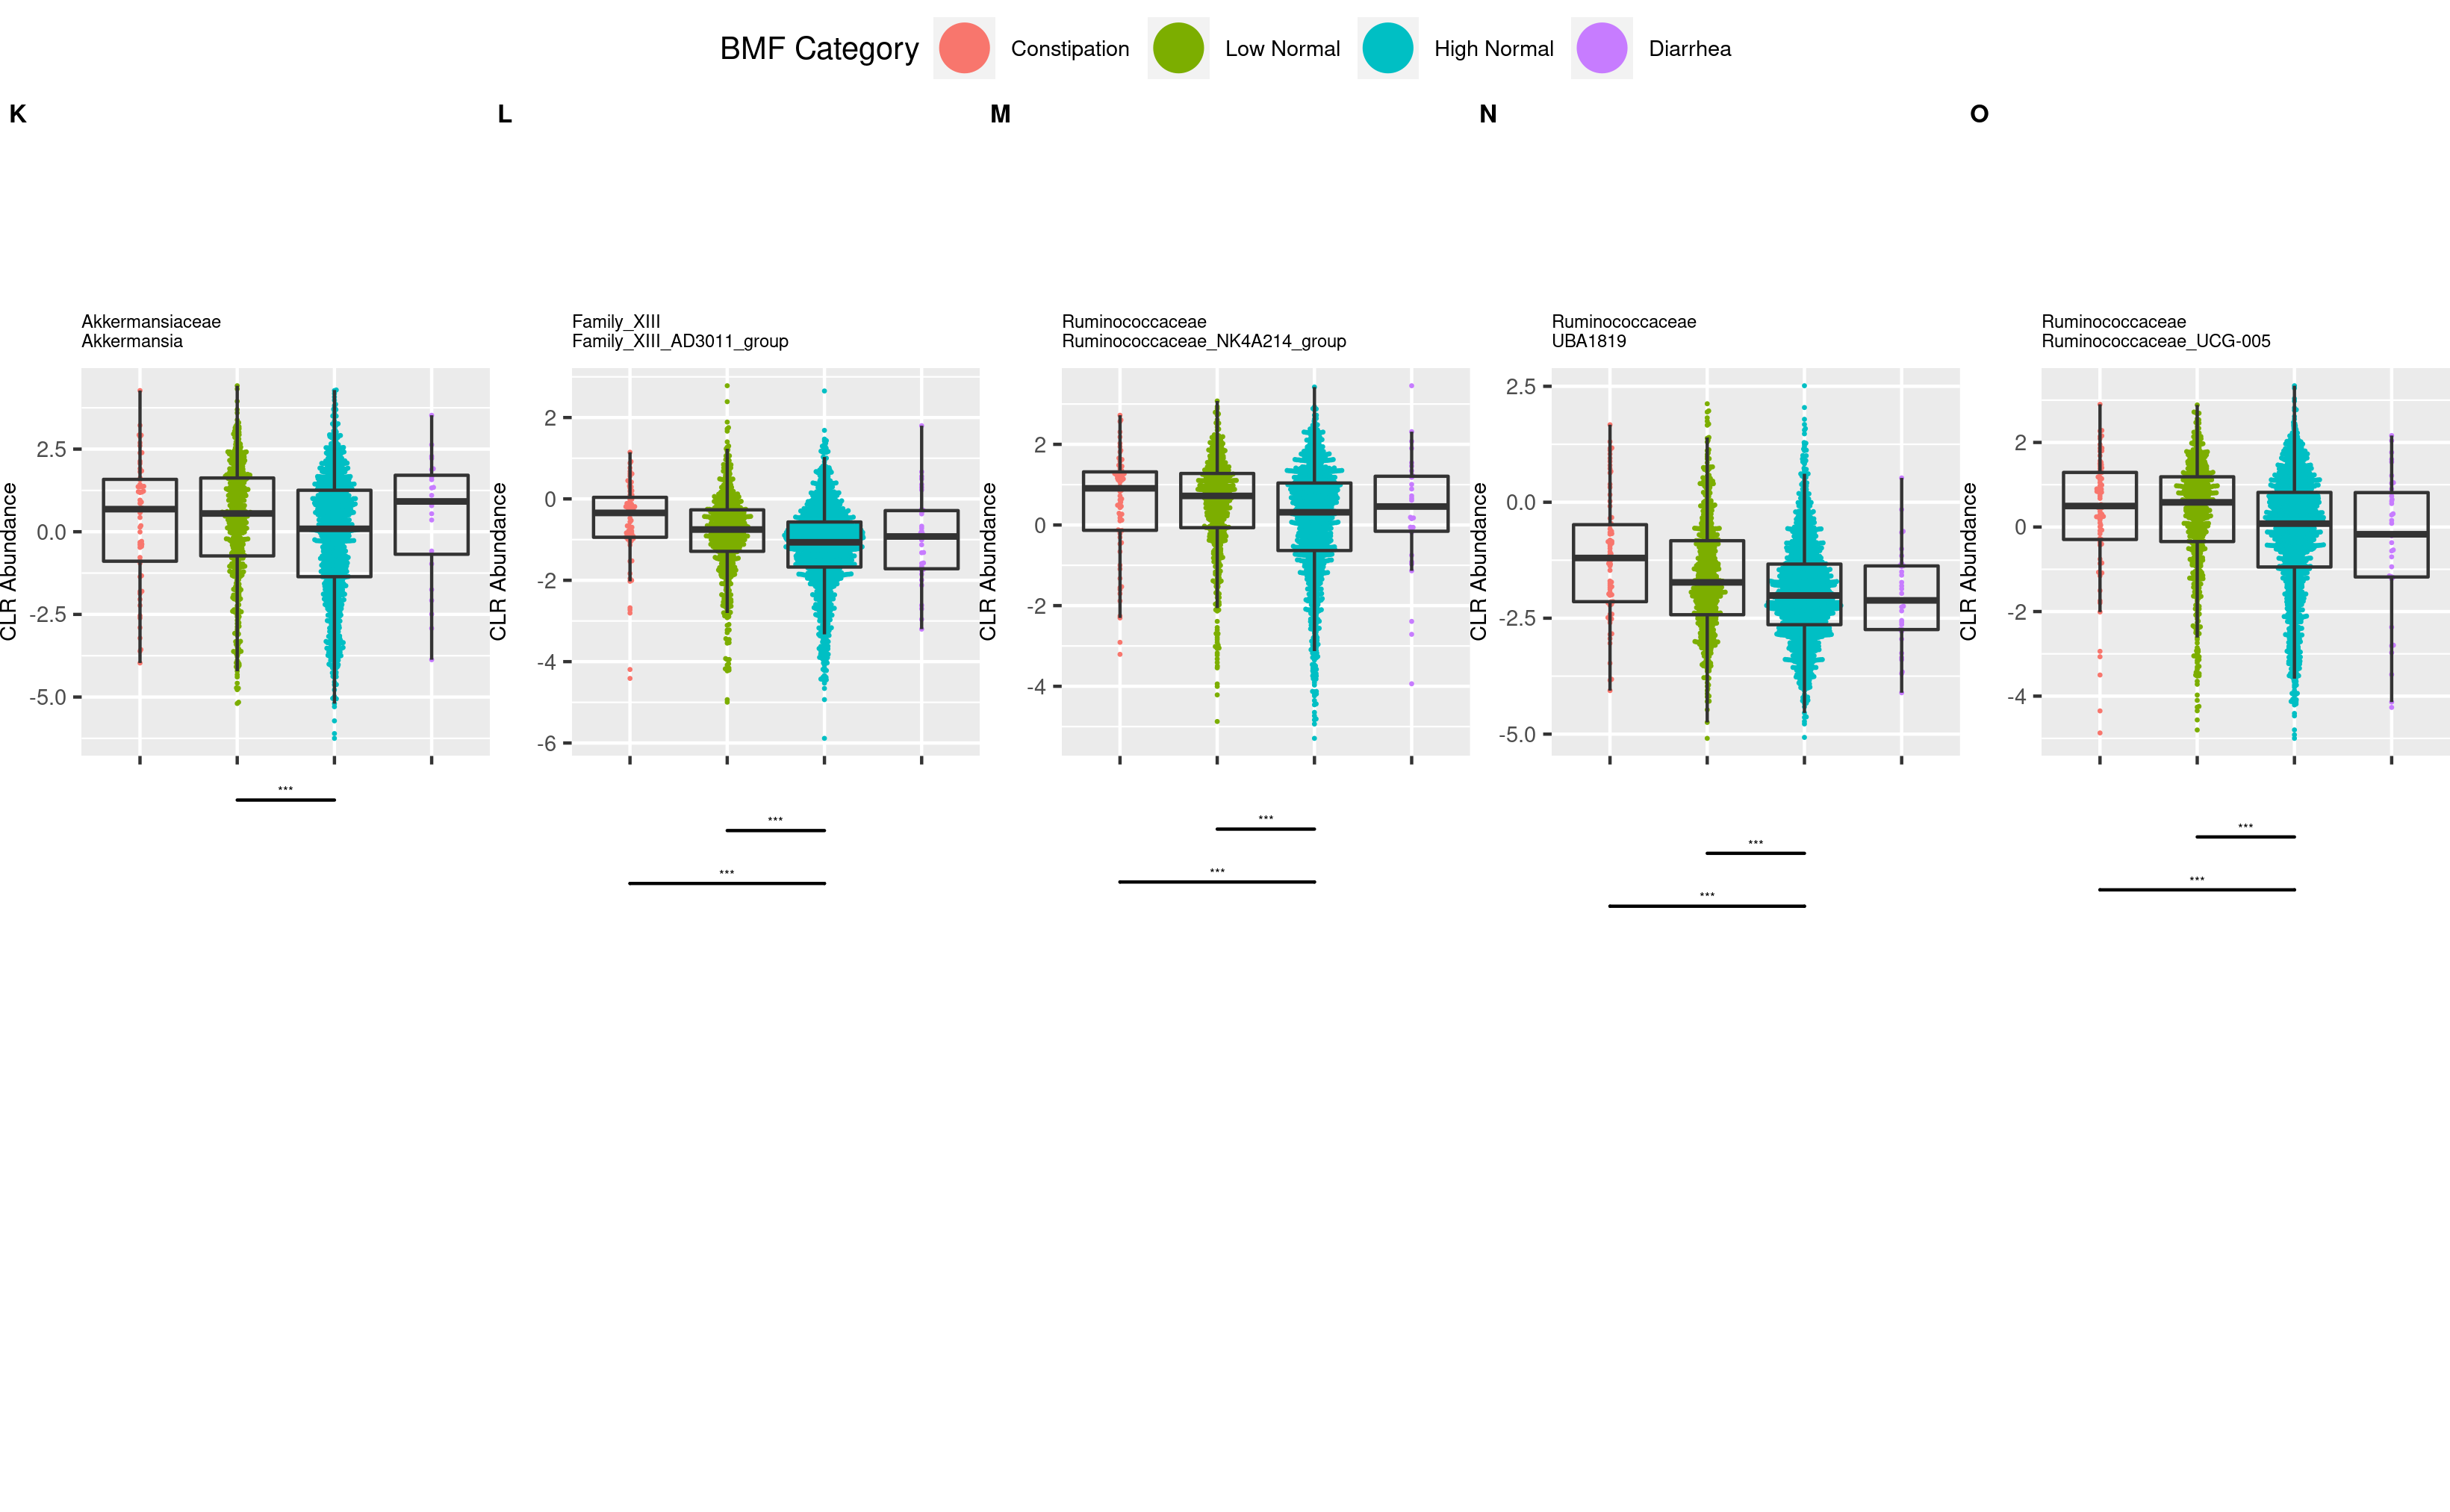 BMF Category Constipation Low Normal High Normal Diarrhea
K L M N O
Akkermansiaceae
Akkermansia
CLR Abundance
2.5
0.0
-2.5
-5.0
***
Family_XIII
Family_XIII_AD3011_group
CLR Abundance
2
0
-2
-4
-6
***
***
Ruminococcaceae
Ruminococcaceae_NK4A214_group
CLR Abundance
2
0
-2
-4
***
***
Ruminococcaceae
UBA1819
CLR Abundance
2.5
0.0
-2.5
-5.0
***
***
Ruminococcaceae
Ruminococcaceae_UCG-005
CLR Abundance
2
0
-2
-4
***
***